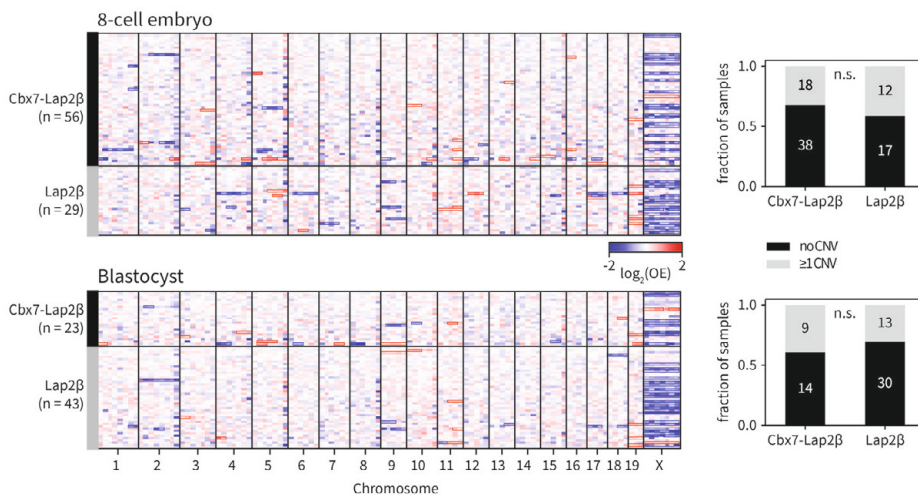 8-cell embryo
Cbx7-Lap2β
(n = 56)
Lap2β
(n = 29)
-2
2
log₂(OE)
Blastocyst
Cbx7-Lap2β
(n = 23)
Lap2β
(n = 43)
1 2 3 4 5 6 7 8 9 10 11 12 13 14 15 16 17 18 19 X
Chromosome
fraction of samples
1.0
0.5
0.0
n.s.
18
12
38
17
Cbx7-Lap2β Lap2β
noCNV
≥1CNV
fraction of samples
1.0
0.5
0.0
n.s.
9
13
14
30
Cbx7-Lap2β Lap2β